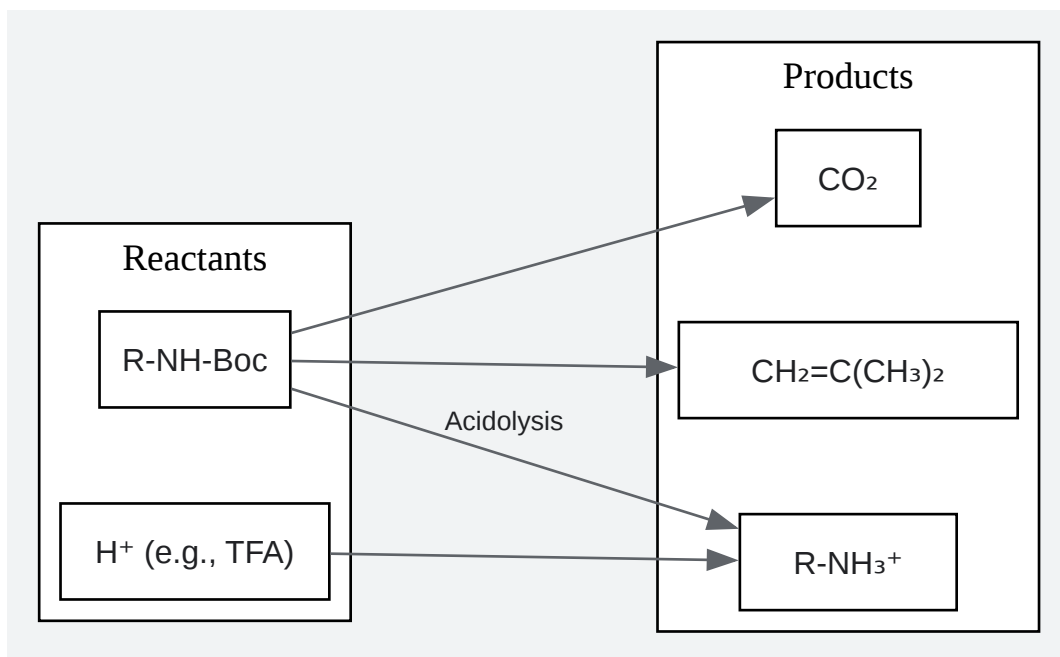 Reactants
R-NH-Boc
H⁺ (e.g., TFA)
Acidolysis
Products
CO₂
CH₂=C(CH₃)₂
R-NH₃⁺